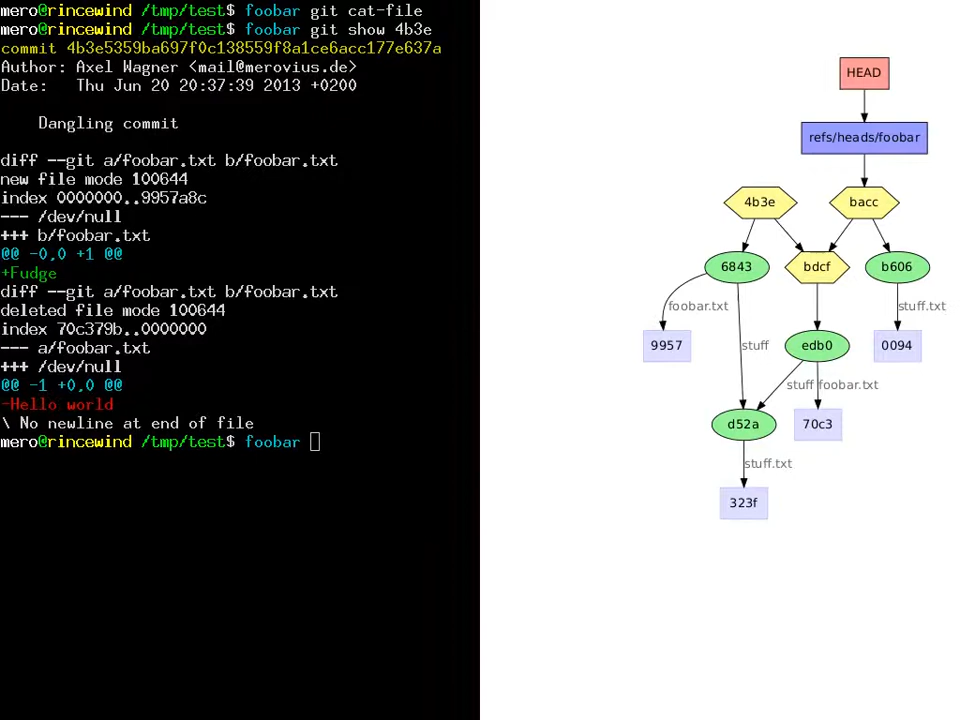 mero@rincewind /tmp/test$ foobar git cat-file
mero@rincewind /tmp/test$ foobar git show 4b3e
commit 4b3e5359ba697f0c138559f8a1ce6acc177e637a
Author: Axel Wagner <mail@merovius.de>
Date:   Thu Jun 20 20:37:39 2013 +0200
    Dangling commit
diff --git a/foobar.txt b/foobar.txt
new file mode 100644
index 0000000..9957a8c
--- /dev/null
+++ b/foobar.txt
@@ -0,0 +1 @@
+Fudge
diff --git a/foobar.txt b/foobar.txt
deleted file mode 100644
index 70c379b..0000000
--- a/foobar.txt
+++ /dev/null
@@ -1 +0,0 @@
-Hello world
\ No newline at end of file
mero@rincewind /tmp/test$ foobar
HEAD
refs/heads/foobar
4b3e bacc
6843 bdcf b606
foobar.txt stuff.txt
9957 stuff edb0 0094
stuff foobar.txt
d52a 70c3
stuff.txt
323f